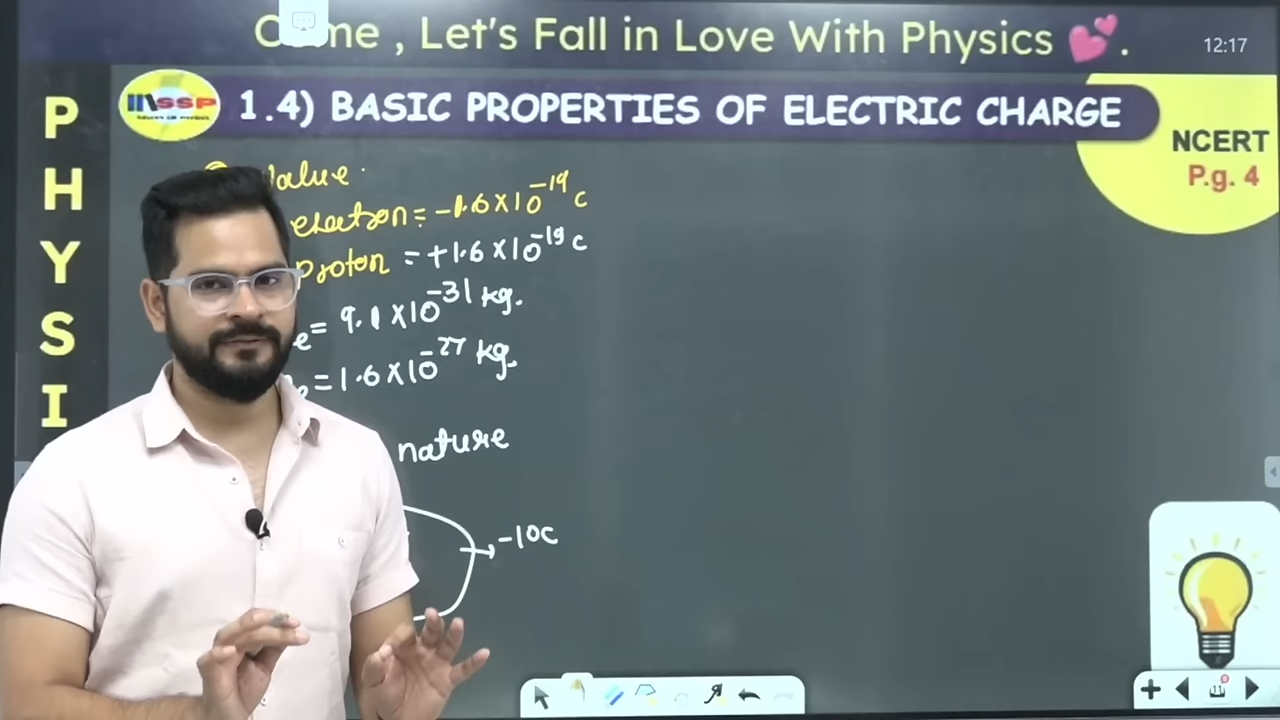 Come , Let's Fall in Love With Physics 💕.
12:17
P
H
Y
S
I
SSP
1.4) BASIC PROPERTIES OF ELECTRIC CHARGE
NCERT
P.g. 4
Value.
electron = -1.6×10⁻¹⁹ C
Proton = +1.6×10⁻¹⁹ C
e = 9.1×10⁻³¹ kg.
= 1.6×10⁻²⁷ kg.
nature
→ -10C
11